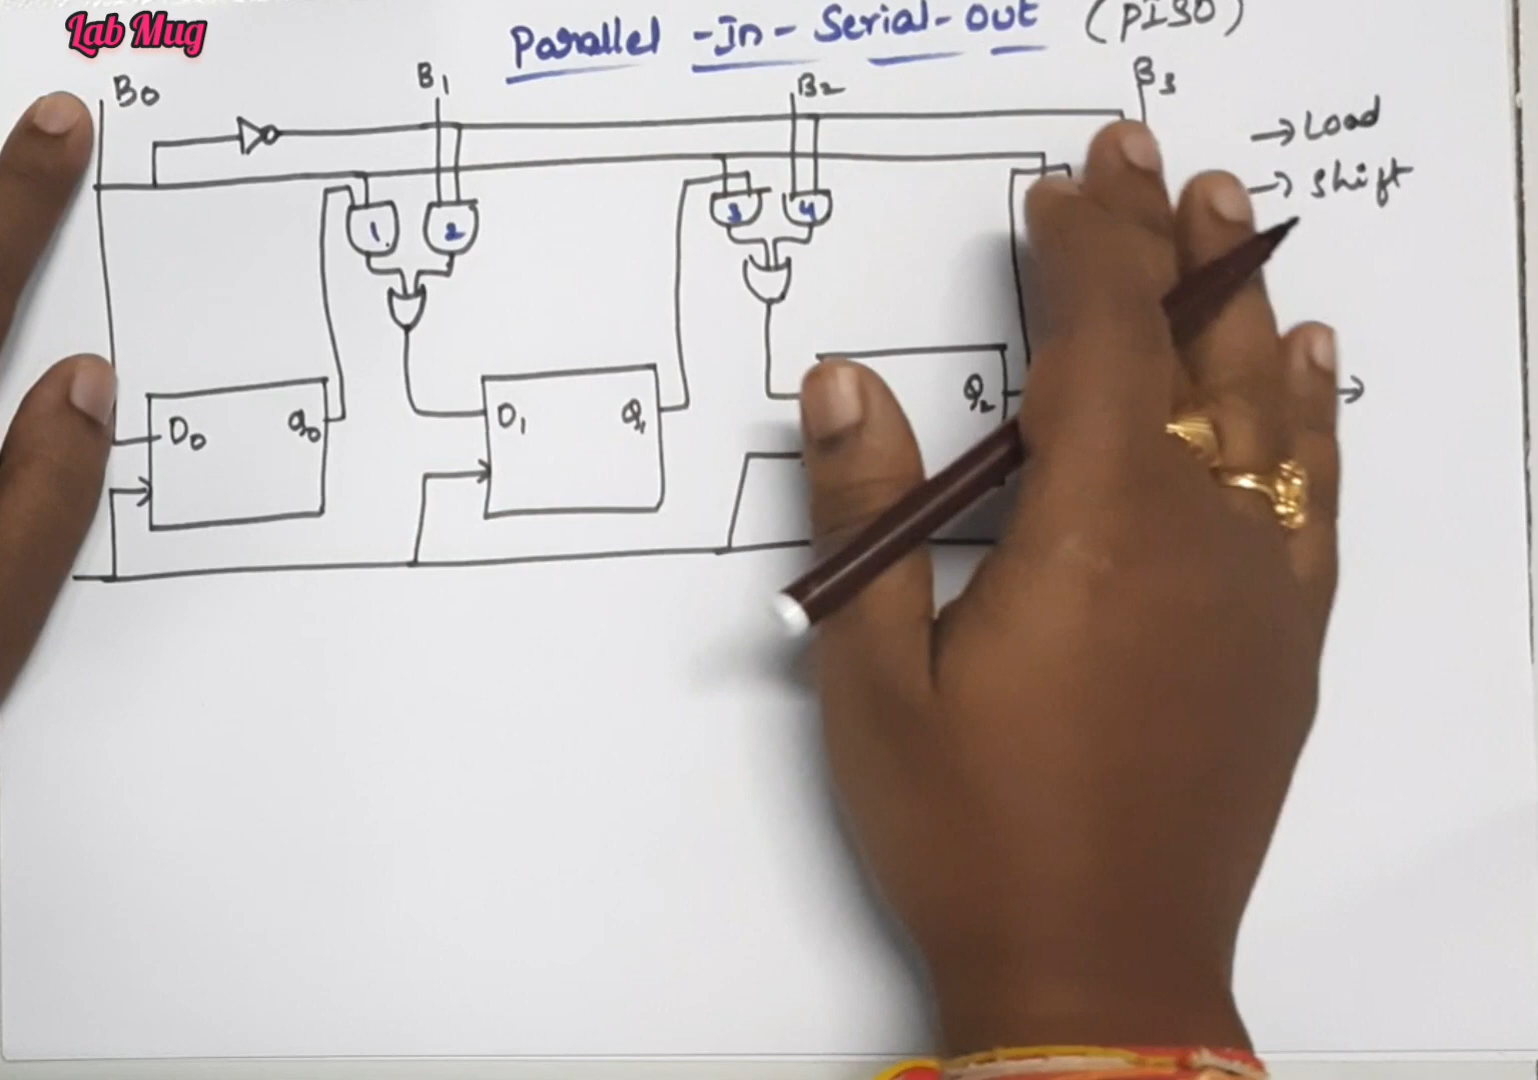 Lab Mug
Parallel -In- Serial-out (PISO)
B0 B1 B2 B3
→ Load
→ Shift
1 2 3 4
D0 Q0 D1 Q1 Q2